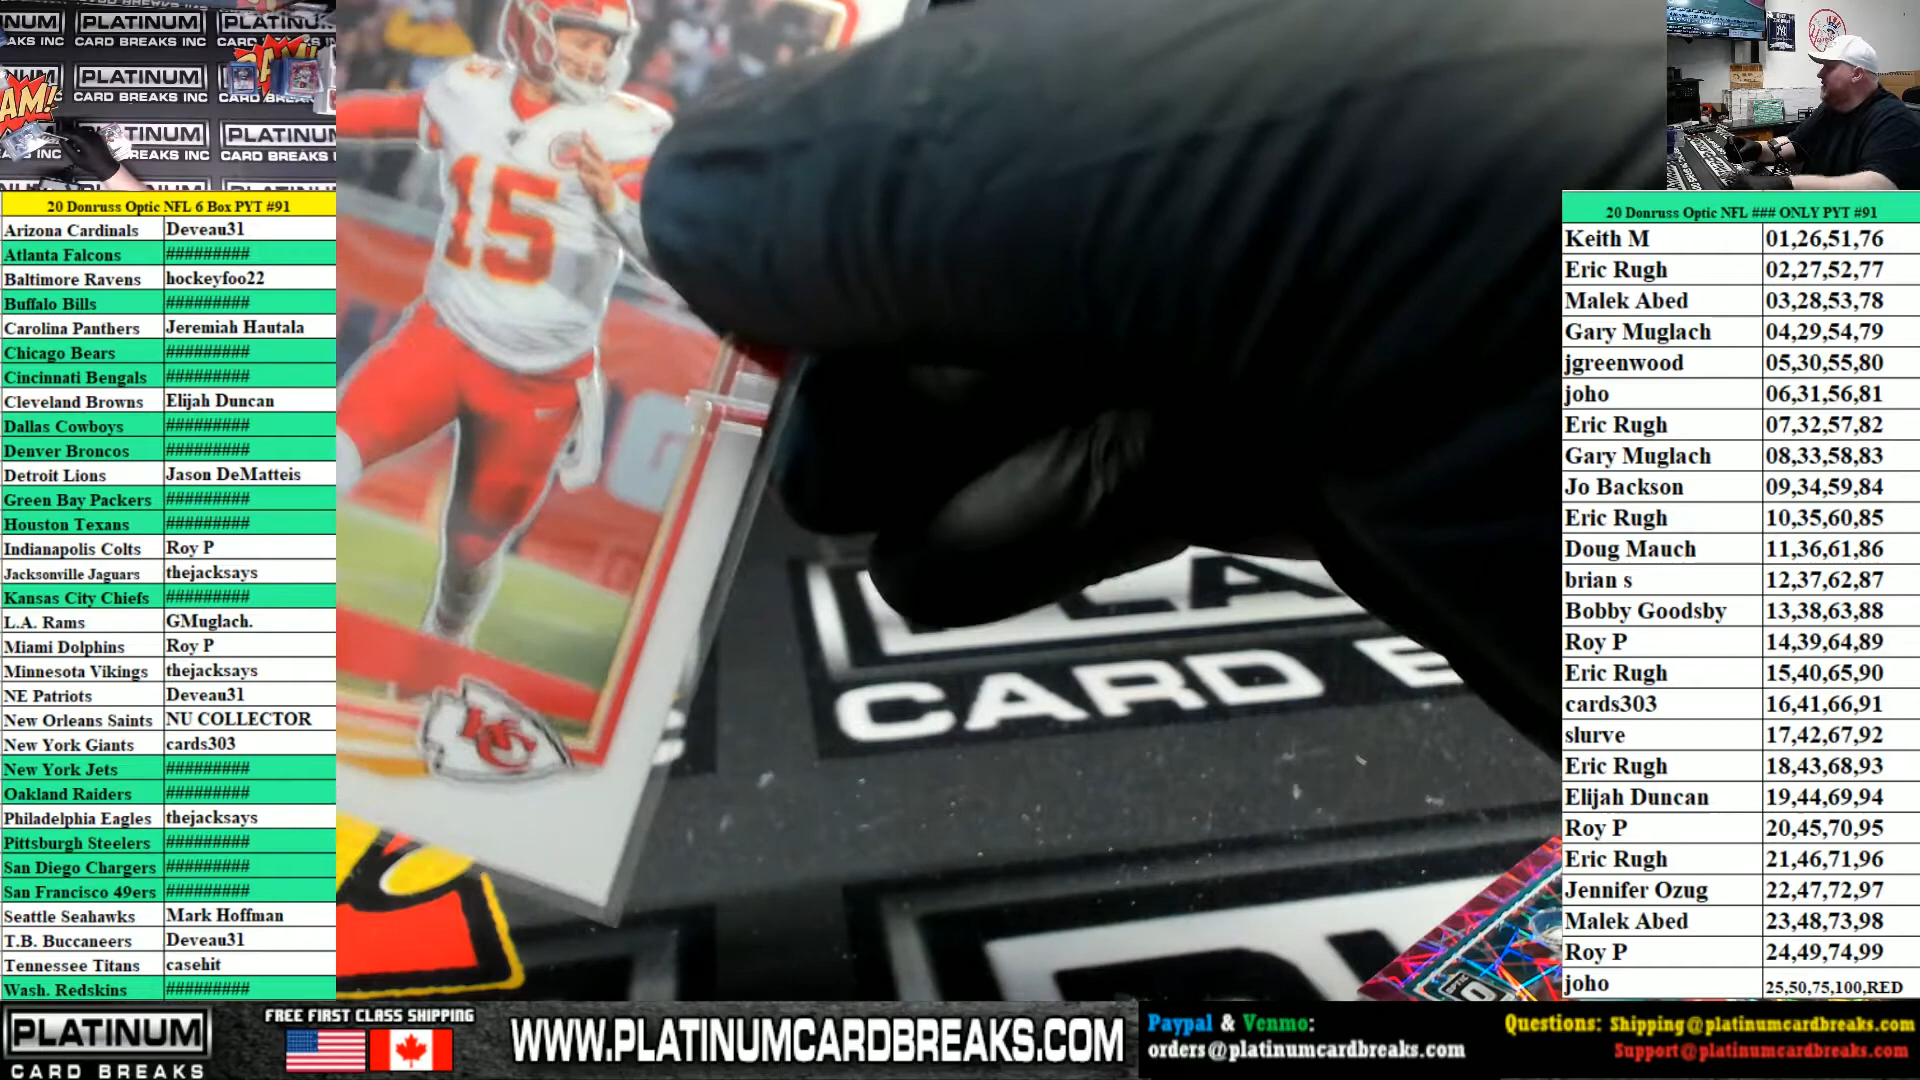 PLATINUM
CARD BREAKS INC
20 Donruss Optic NFL 6 Box PYT #91
Arizona Cardinals Deveau31
Atlanta Falcons #########
Baltimore Ravens hockeyfoo22
Buffalo Bills #########
Carolina Panthers Jeremiah Hautala
Chicago Bears #########
Cincinnati Bengals #########
Cleveland Browns Elijah Duncan
Dallas Cowboys #########
Denver Broncos #########
Detroit Lions Jason DeMatteis
Green Bay Packers #########
Houston Texans #########
Indianapolis Colts Roy P
Jacksonville Jaguars thejacksays
Kansas City Chiefs #########
L.A. Rams GMuglach.
Miami Dolphins Roy P
Minnesota Vikings thejacksays
NE Patriots Deveau31
New Orleans Saints NU COLLECTOR
New York Giants cards303
New York Jets #########
Oakland Raiders #########
Philadelphia Eagles thejacksays
Pittsburgh Steelers #########
San Diego Chargers #########
San Francisco 49ers #########
Seattle Seahawks Mark Hoffman
T.B. Buccaneers Deveau31
Tennessee Titans casehit
Wash. Redskins #########
15
KC
CARD B
20 Donruss Optic NFL ### ONLY PYT #91
Keith M 01,26,51,76
Eric Rugh 02,27,52,77
Malek Abed 03,28,53,78
Gary Muglach 04,29,54,79
jgreenwood 05,30,55,80
joho 06,31,56,81
Eric Rugh 07,32,57,82
Gary Muglach 08,33,58,83
Jo Backson 09,34,59,84
Eric Rugh 10,35,60,85
Doug Mauch 11,36,61,86
brian s 12,37,62,87
Bobby Goodsby 13,38,63,88
Roy P 14,39,64,89
Eric Rugh 15,40,65,90
cards303 16,41,66,91
slurve 17,42,67,92
Eric Rugh 18,43,68,93
Elijah Duncan 19,44,69,94
Roy P 20,45,70,95
Eric Rugh 21,46,71,96
Jennifer Ozug 22,47,72,97
Malek Abed 23,48,73,98
Roy P 24,49,74,99
joho 25,50,75,100,RED
PLATINUM
CARD BREAKS
FREE FIRST CLASS SHIPPING
WWW.PLATINUMCARDBREAKS.COM
Paypal & Venmo:
orders@platinumcardbreaks.com
Questions: Shipping@platinumcardbreaks.com
Support@platinumcardbreaks.com